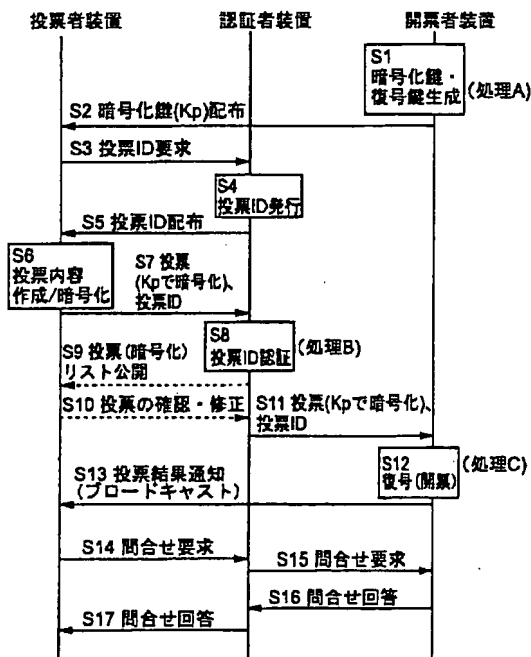 投票者装置
認証者装置
開票者装置
S1
暗号化鍵・
復号鍵生成
(処理A)
S2 暗号化鍵(Kp)配布
S3 投票ID要求
S4
投票ID発行
S5 投票ID配布
S6
投票内容
作成/暗号化
S7 投票
(Kpで暗号化)、
投票ID
S8
投票ID認証
(処理B)
S9 投票(暗号化)
リスト公開
S10 投票の確認・修正
S11 投票(Kpで暗号化)、
投票ID
S12
復号(開票)
(処理C)
S13 投票結果通知
(ブロードキャスト)
S14 問合せ要求
S15 問合せ要求
S16 問合せ回答
S17 問合せ回答